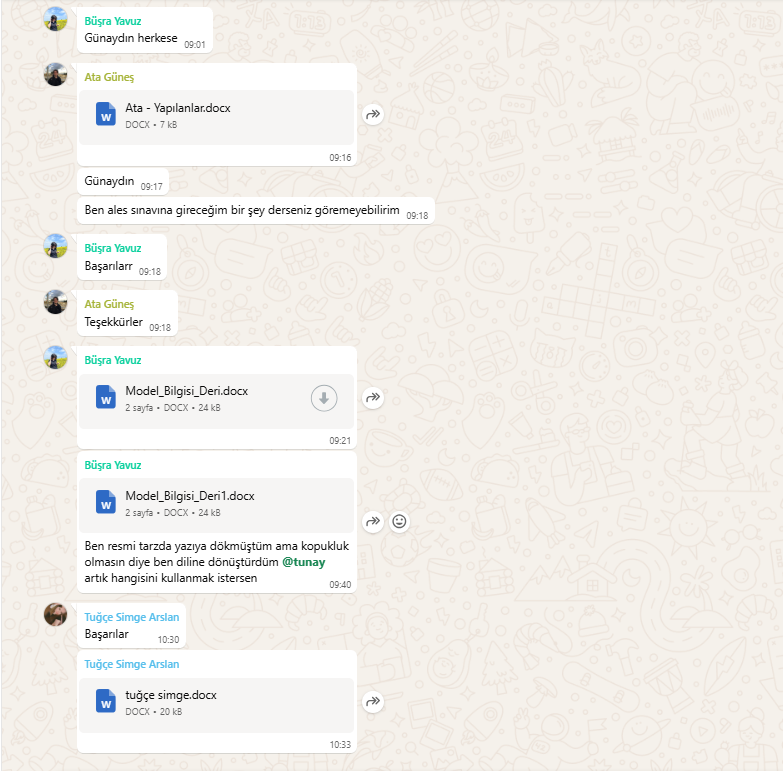 Büşra Yavuz
Günaydın herkese 09:01
Ata Güneş
W
Ata - Yapılanlar.docx
DOCX • 7 kB
09:16
Günaydın 09:17
Ben ales sınavına gireceğim bir şey derseniz göremeyebilirim 09:18
Büşra Yavuz
Başarılarr 09:18
Ata Güneş
Teşekkürler 09:18
Büşra Yavuz
W
Model_Bilgisi_Deri.docx
2 sayfa • DOCX • 24 kB
09:21
Büşra Yavuz
W
Model_Bilgisi_Deri1.docx
2 sayfa • DOCX • 24 kB
Ben resmi tarzda yazıya dökmüştüm ama kopukluk
olmasın diye ben diline dönüştürdüm @tunay
artık hangisini kullanmak istersen
09:40
Tuğçe Simge Arslan
Başarılar 10:30
Tuğçe Simge Arslan
W
tuğçe simge.docx
DOCX • 20 kB
10:33